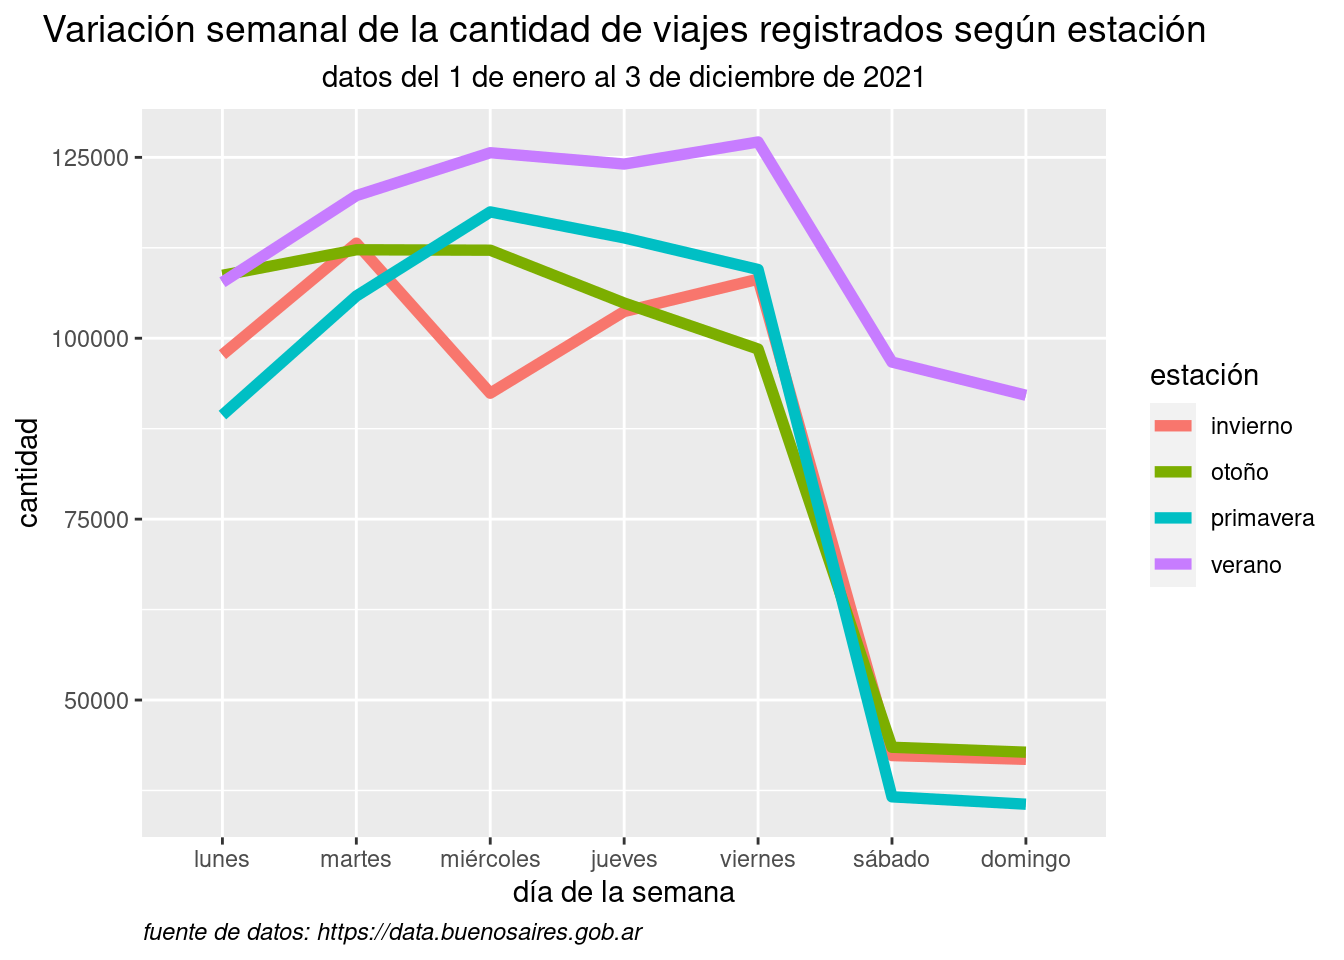 Variación semanal de la cantidad de viajes registrados según estación
datos del 1 de enero al 3 de diciembre de 2021
125000
100000
75000
50000
cantidad
lunes martes miércoles jueves viernes sábado domingo
día de la semana
fuente de datos: https://data.buenosaires.gob.ar
estación
invierno
otoño
primavera
verano